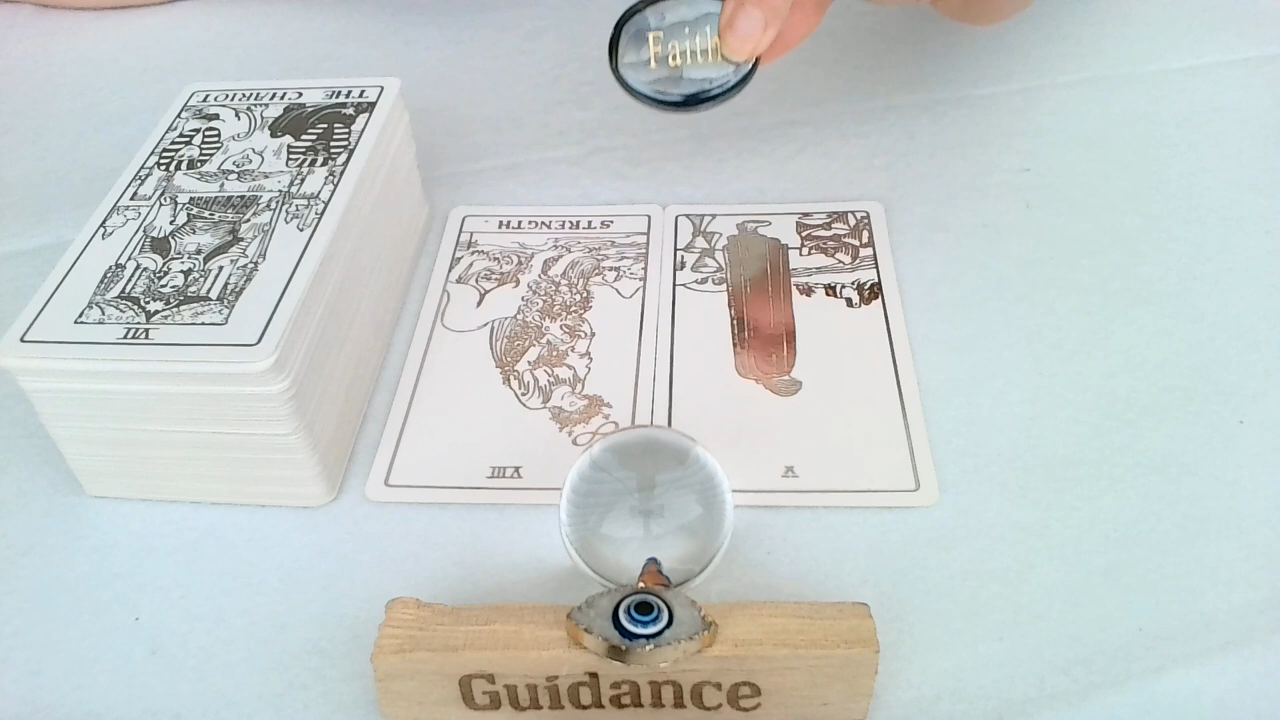 Faith
THE CHARIOT.
VII
STRENGTH
VIII
V
Guidance